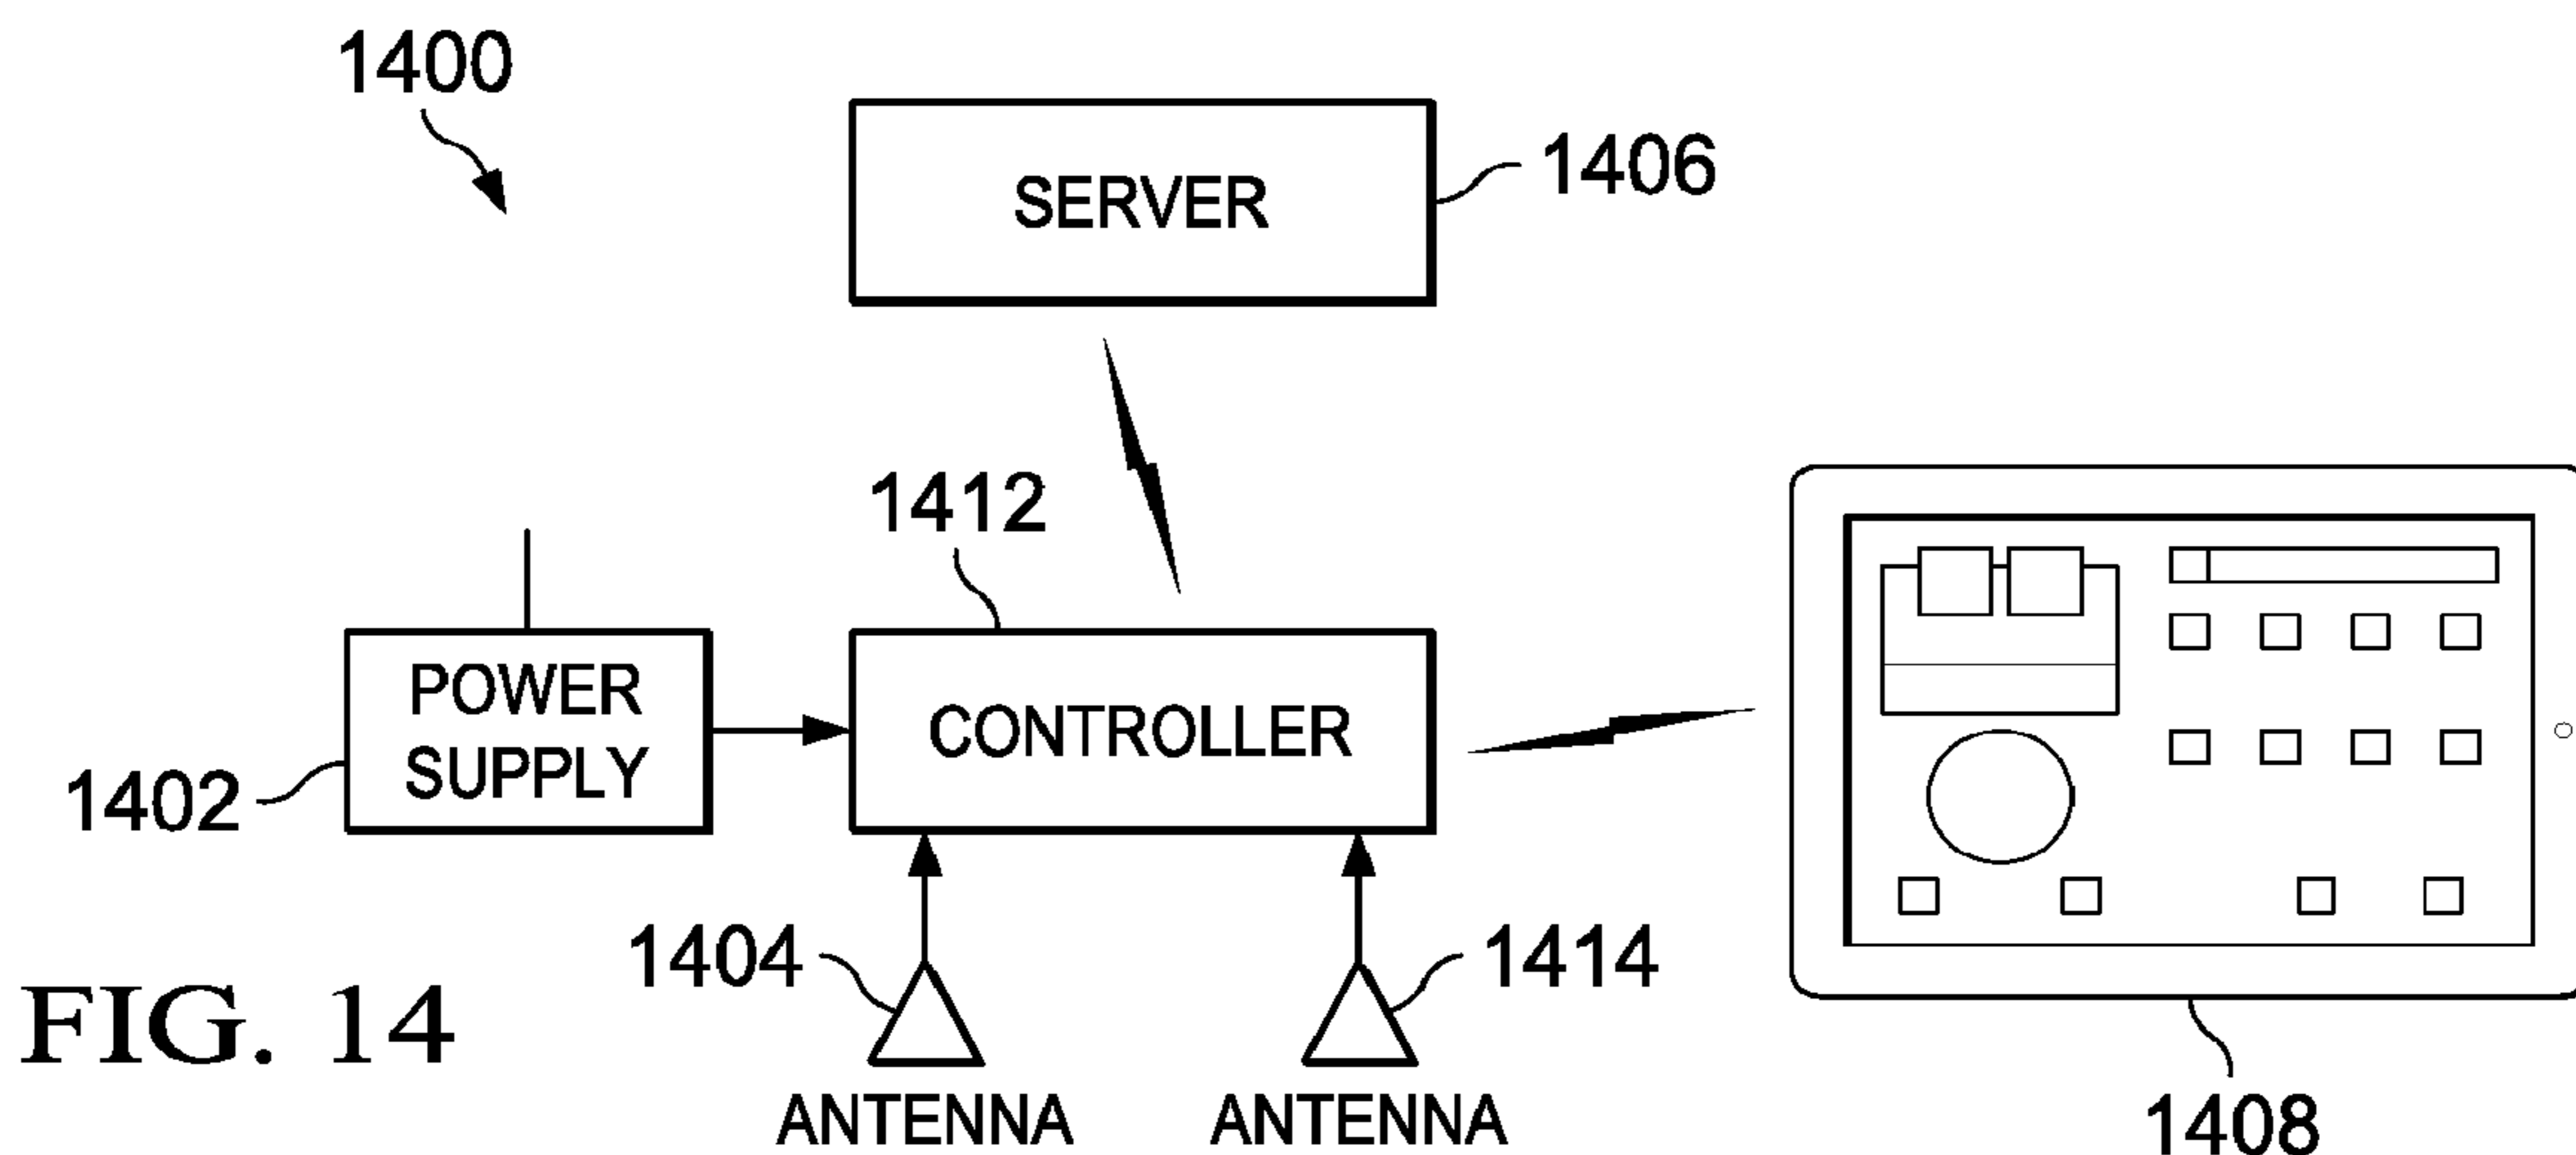 1400
SERVER
1406
1412
POWER
SUPPLY
CONTROLLER
1402
1404
1414
FIG. 14
ANTENNA
ANTENNA
1408